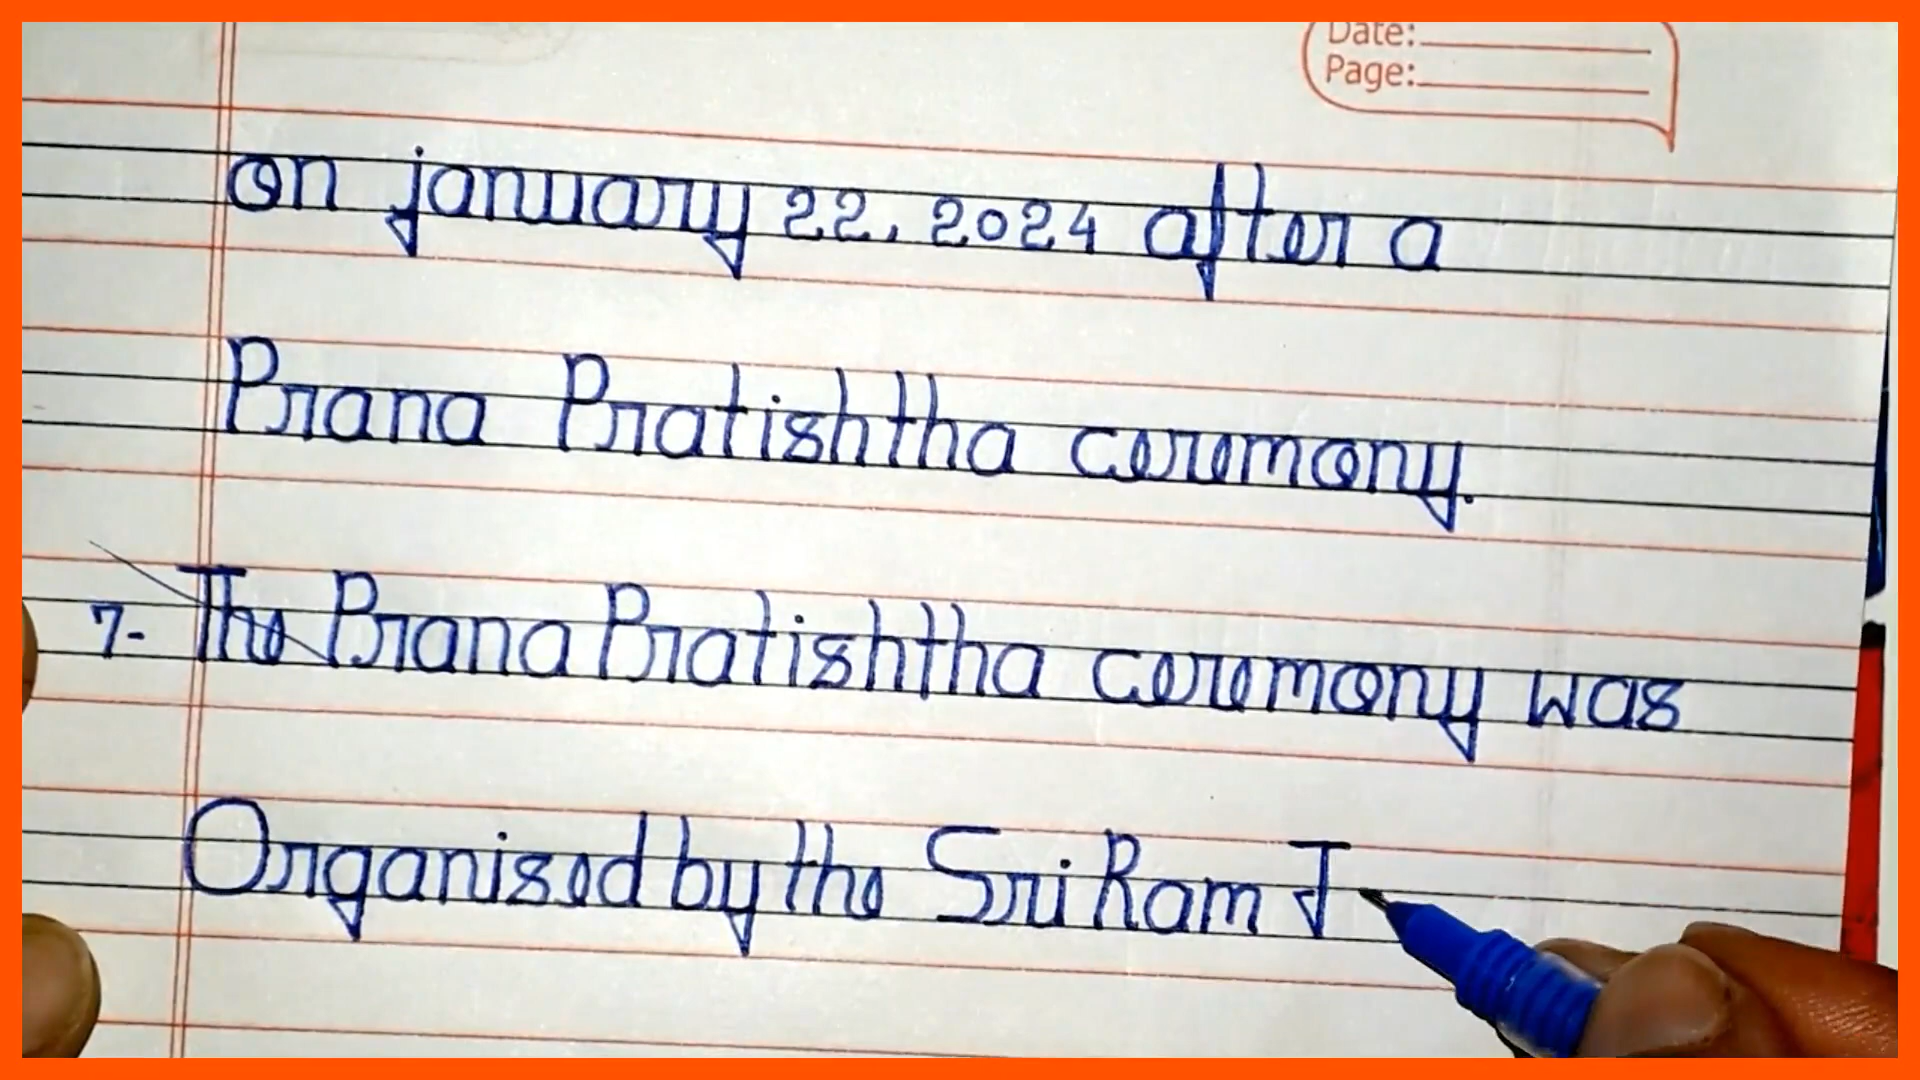 Date:
Page:
on january 22, 2024 after a
Prana Pratishtha ceremony.
7- The Prana Pratishtha ceremony was
Organised by the Sri Ram J